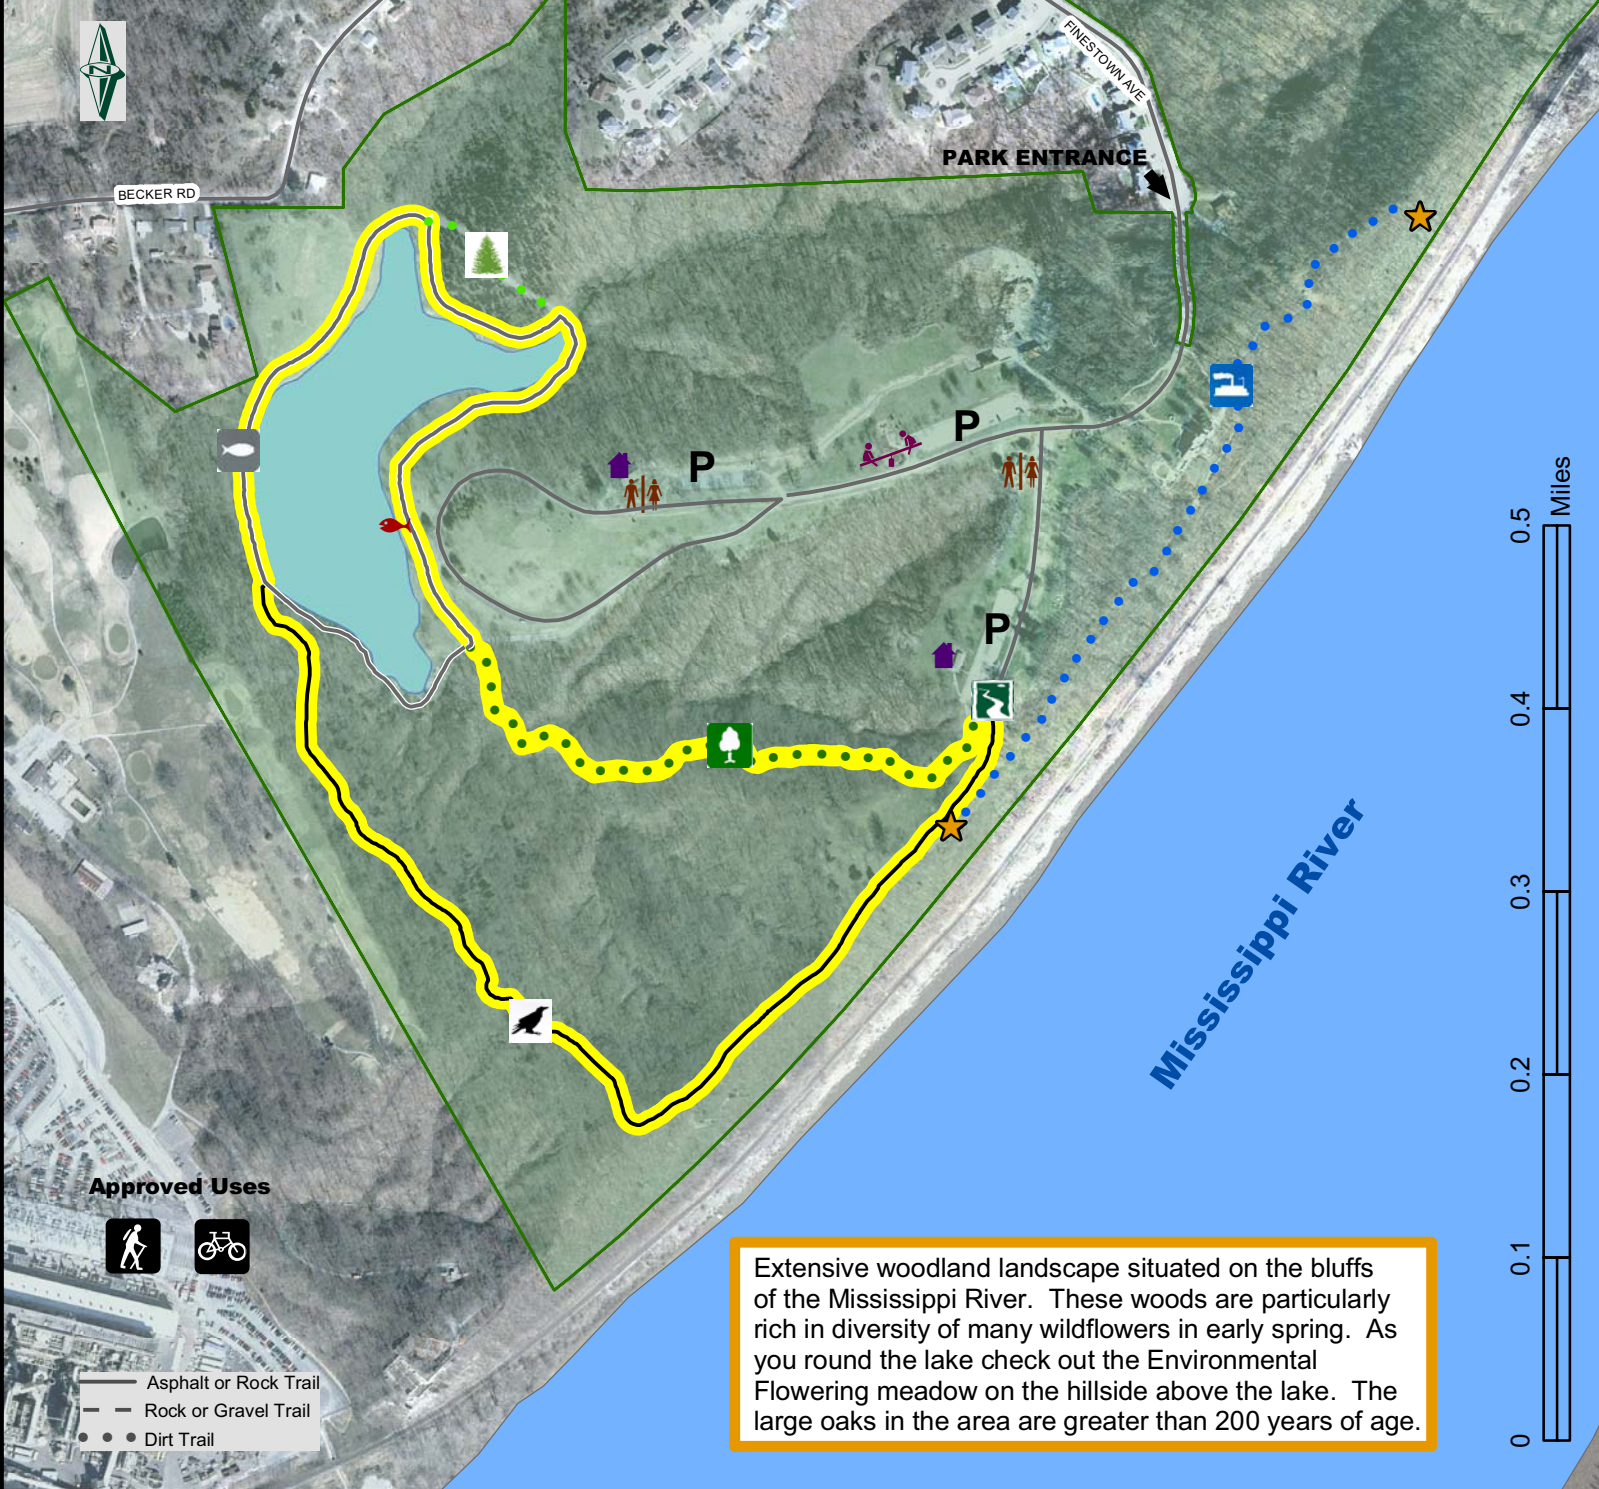 N
FINESTOWN AVE
PARK ENTRANCE
BECKER RD
P
P
P
Miles
0.5
0.4
0.3
0.2
0.1
0
Mississippi River
Approved Uses
Asphalt or Rock Trail
Rock or Gravel Trail
Dirt Trail
Extensive woodland landscape situated on the bluffs
of the Mississippi River. These woods are particularly
rich in diversity of many wildflowers in early spring. As
you round the lake check out the Environmental
Flowering meadow on the hillside above the lake. The
large oaks in the area are greater than 200 years of age.